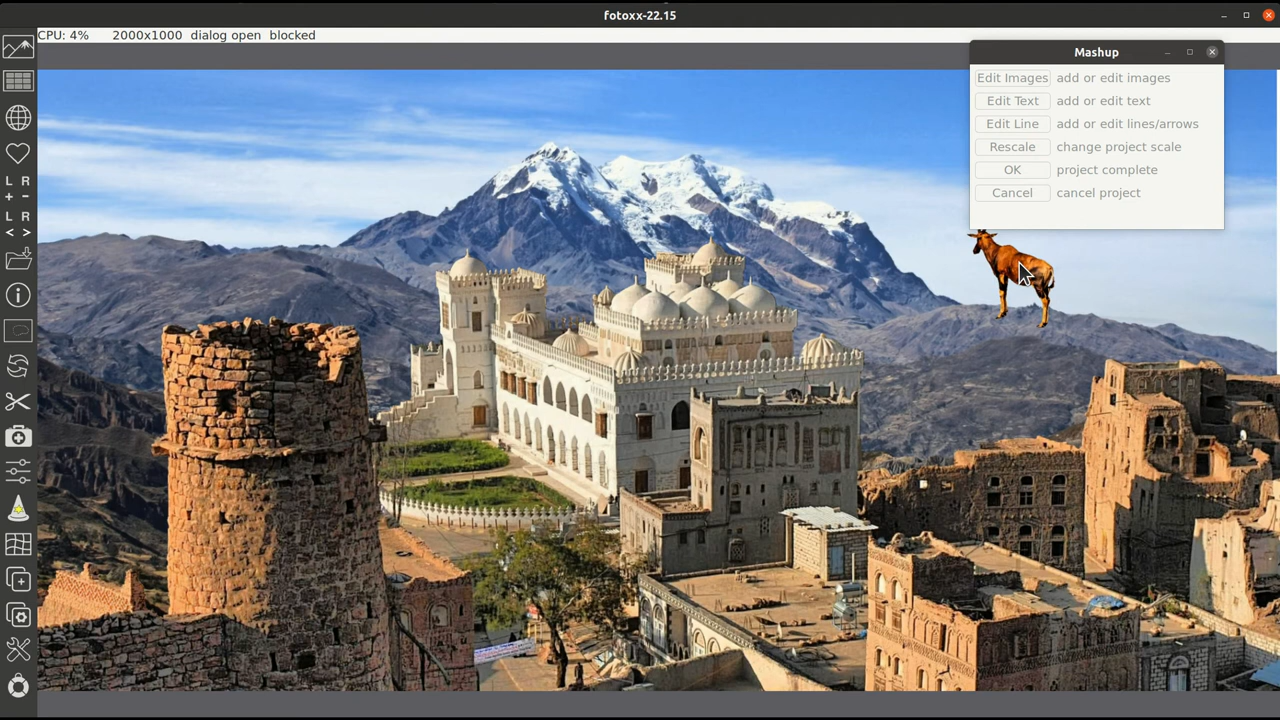 fotoxx-22.15
CPU: 4% 2000x1000 dialog open blocked
Mashup
Edit Images add or edit images
Edit Text add or edit text
Edit Line add or edit lines/arrows
Rescale change project scale
OK project complete
Cancel cancel project
L R
+ -
L R
< >